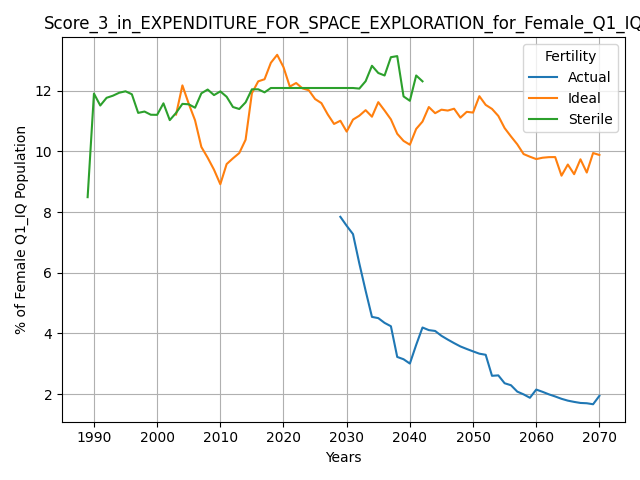 Score_3_in_EXPENDITURE_FOR_SPACE_EXPLORATION_for_Female_Q1_IQ
Fertility
Actual
Ideal
Sterile
% of Female Q1_IQ Population
12
10
8
6
4
2
1990 2000 2010 2020 2030 2040 2050 2060 2070
Years